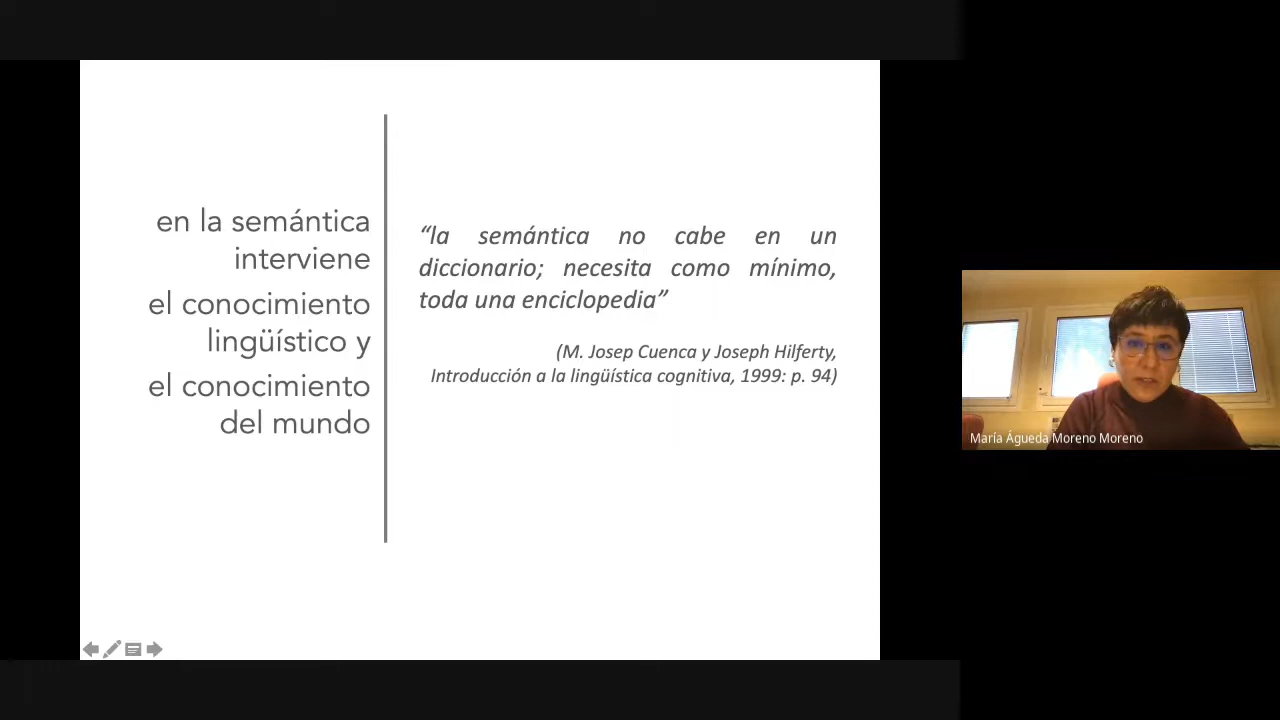 en la semántica
interviene
el conocimiento
lingüístico y
el conocimiento
del mundo
“la semántica no cabe en un
diccionario; necesita como mínimo,
toda una enciclopedia”
(M. Josep Cuenca y Joseph Hilferty,
Introducción a la lingüística cognitiva, 1999: p. 94)
María Águeda Moreno Moreno